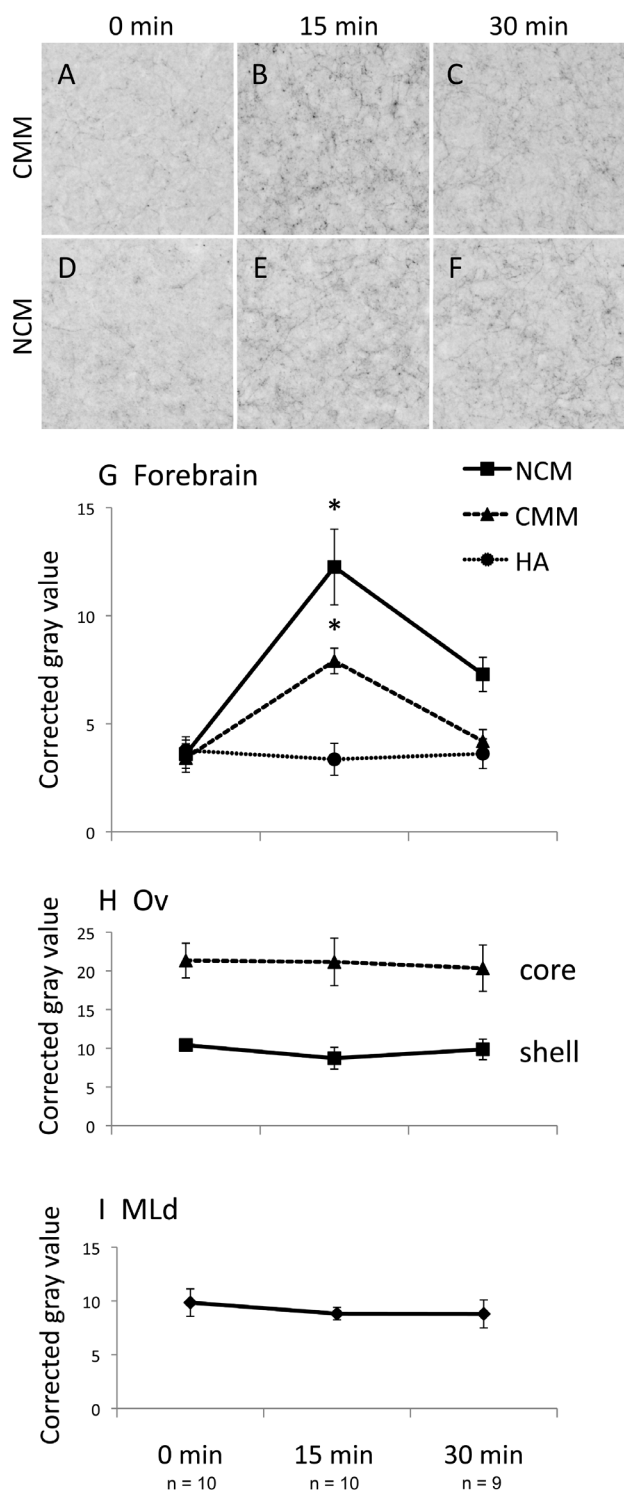 0 min 15 min 30 min
CMM
A B C
NCM
D E F
G Forebrain
NCM
CMM
HA
Corrected gray value
15
10
5
0
*
*
H Ov
Corrected gray value
25
20
15
10
5
0
core
shell
I MLd
Corrected gray value
15
10
5
0
0 min 15 min 30 min
n = 10 n = 10 n = 9